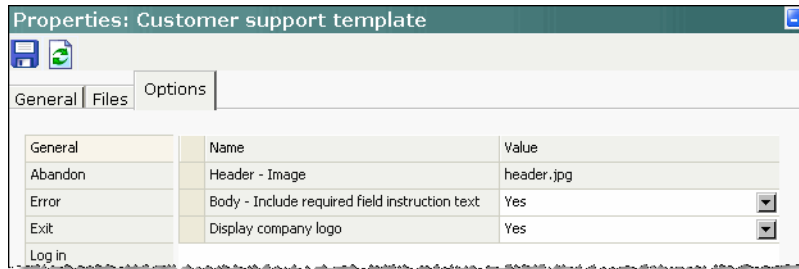 Properties: Customer support template
General Files Options
General Name Value
Abandon Header - Image header.jpg
Error Body - Include required field instruction text Yes
Exit Display company logo Yes
Log in